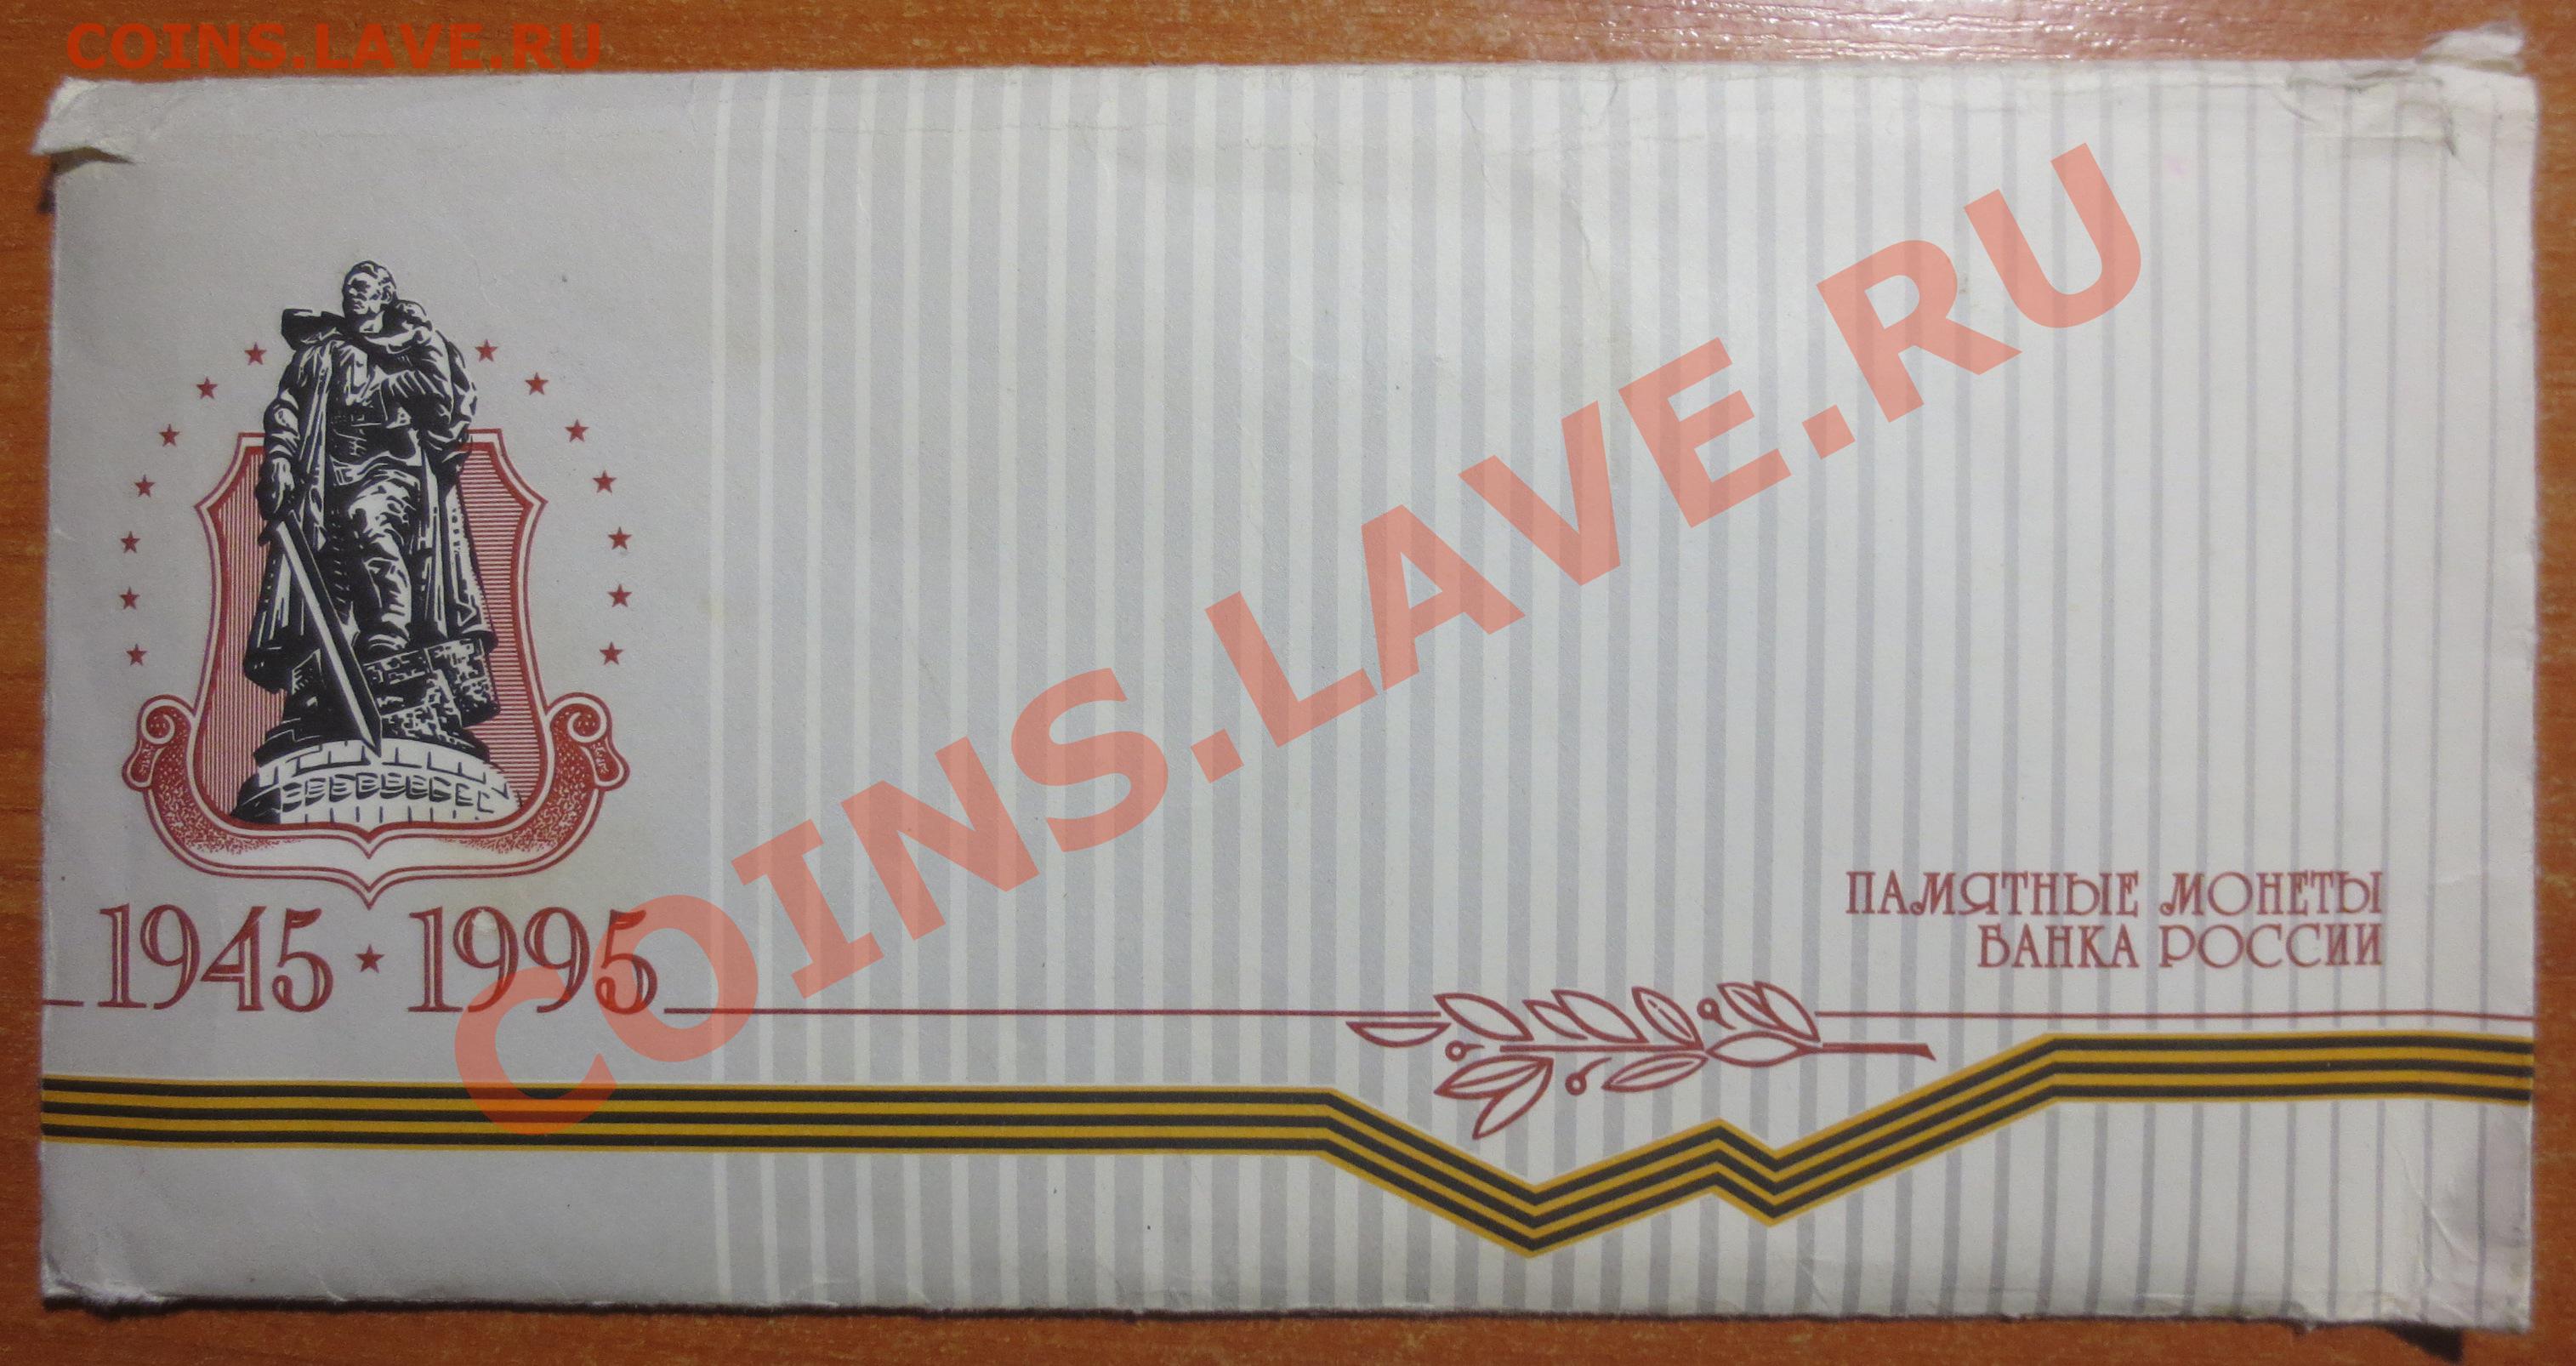 COINS.LAVE.RU
COINS.LAVE.RU
ПАМЯТНЫЕ МОНЕТЫ
БАНКА РОССИИ
1945 ★ 1995